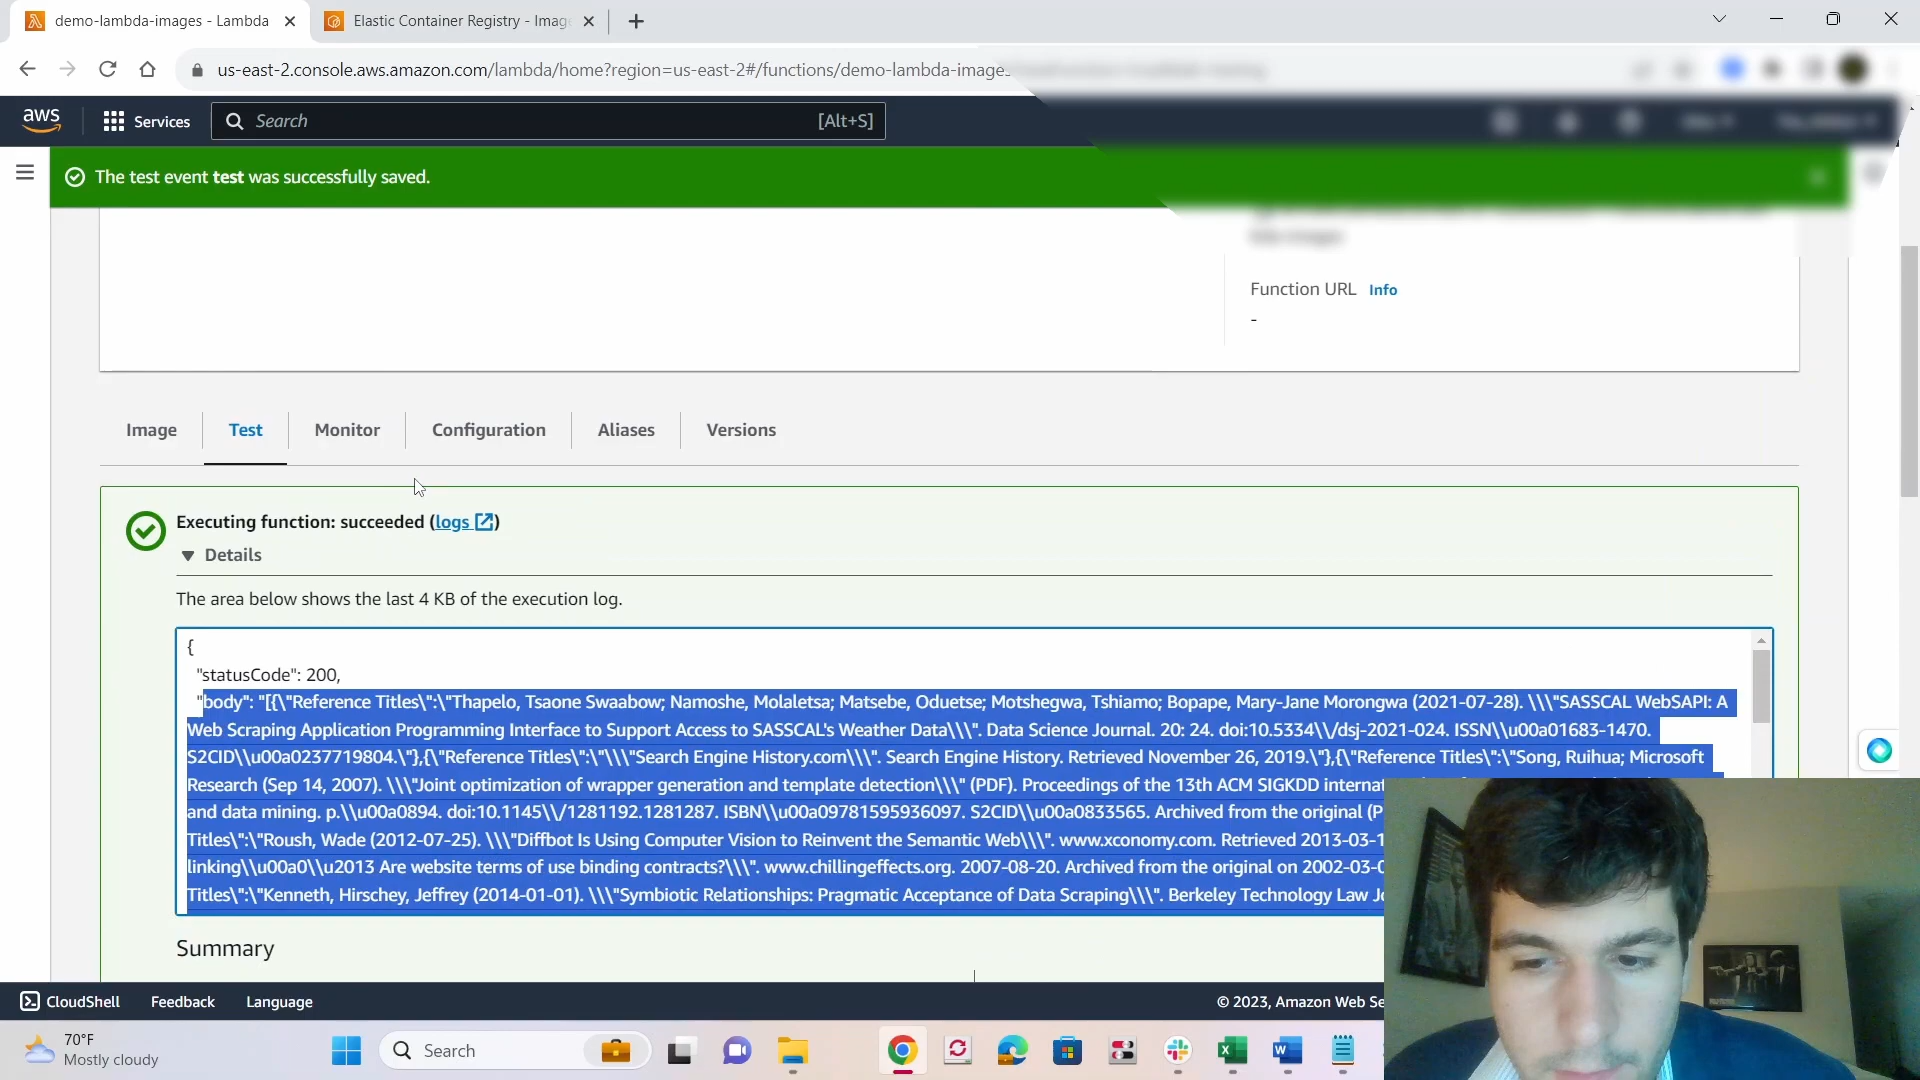 demo-lambda-images - Lambda
Elastic Container Registry - Imag
us-east-2.console.aws.amazon.com/lambda/home?region=us-east-2#/functions/demo-lambda-images
aws
Services
Search
[Alt+S]
The test event test was successfully saved.
Function URL Info
-
Image
Test
Monitor
Configuration
Aliases
Versions
Executing function: succeeded (logs)
Details
The area below shows the last 4 KB of the execution log.
{
"statusCode": 200,
"body": "[{\"Reference Titles\":\"Thapelo, Tsaone Swaabow; Namoshe, Molaletsa; Matsebe, Oduetse; Motshegwa, Tshiamo; Bopape, Mary-Jane Morongwa (2021-07-28). \\\"SASSCAL WebSAPI: A
Web Scraping Application Programming Interface to Support Access to SASSCAL's Weather Data\\\". Data Science Journal. 20: 24. doi:10.5334\\/dsj-2021-024. ISSN\\u00a01683-1470.
S2CID\\u00a0237719804.\"},{\"Reference Titles\":\"\\\"Search Engine History.com\\\". Search Engine History. Retrieved November 26, 2019.\"},{\"Reference Titles\":\"Song, Ruihua; Microsoft
Research (Sep 14, 2007). \\\"Joint optimization of wrapper generation and template detection\\\" (PDF). Proceedings of the 13th ACM SIGKDD
and data mining. p.\\u00a0894. doi:10.1145\\/1281192.1281287. ISBN\\u00a09781595936097. S2CID\\u00a0833565. Archived from the original (P
Titles\":\"Roush, Wade (2012-07-25). \\\"Diffbot Is Using Computer Vision to Reinvent the Semantic Web\\\". www.xconomy.com. Retrieved 2013-03-1
linking\\u00a0\\u2013 Are website terms of use binding contracts?\\\". www.chillingeffects.org. 2007-08-20. Archived from the original on 2002-03-0
Titles\":\"Kenneth, Hirschey, Jeffrey (2014-01-01). \\\"Symbiotic Relationships: Pragmatic Acceptance of Data Scraping\\\". Berkeley Technology Law
Summary
CloudShell
Feedback
Language
© 2023, Amazon Web Se
70°F
Mostly cloudy
Search